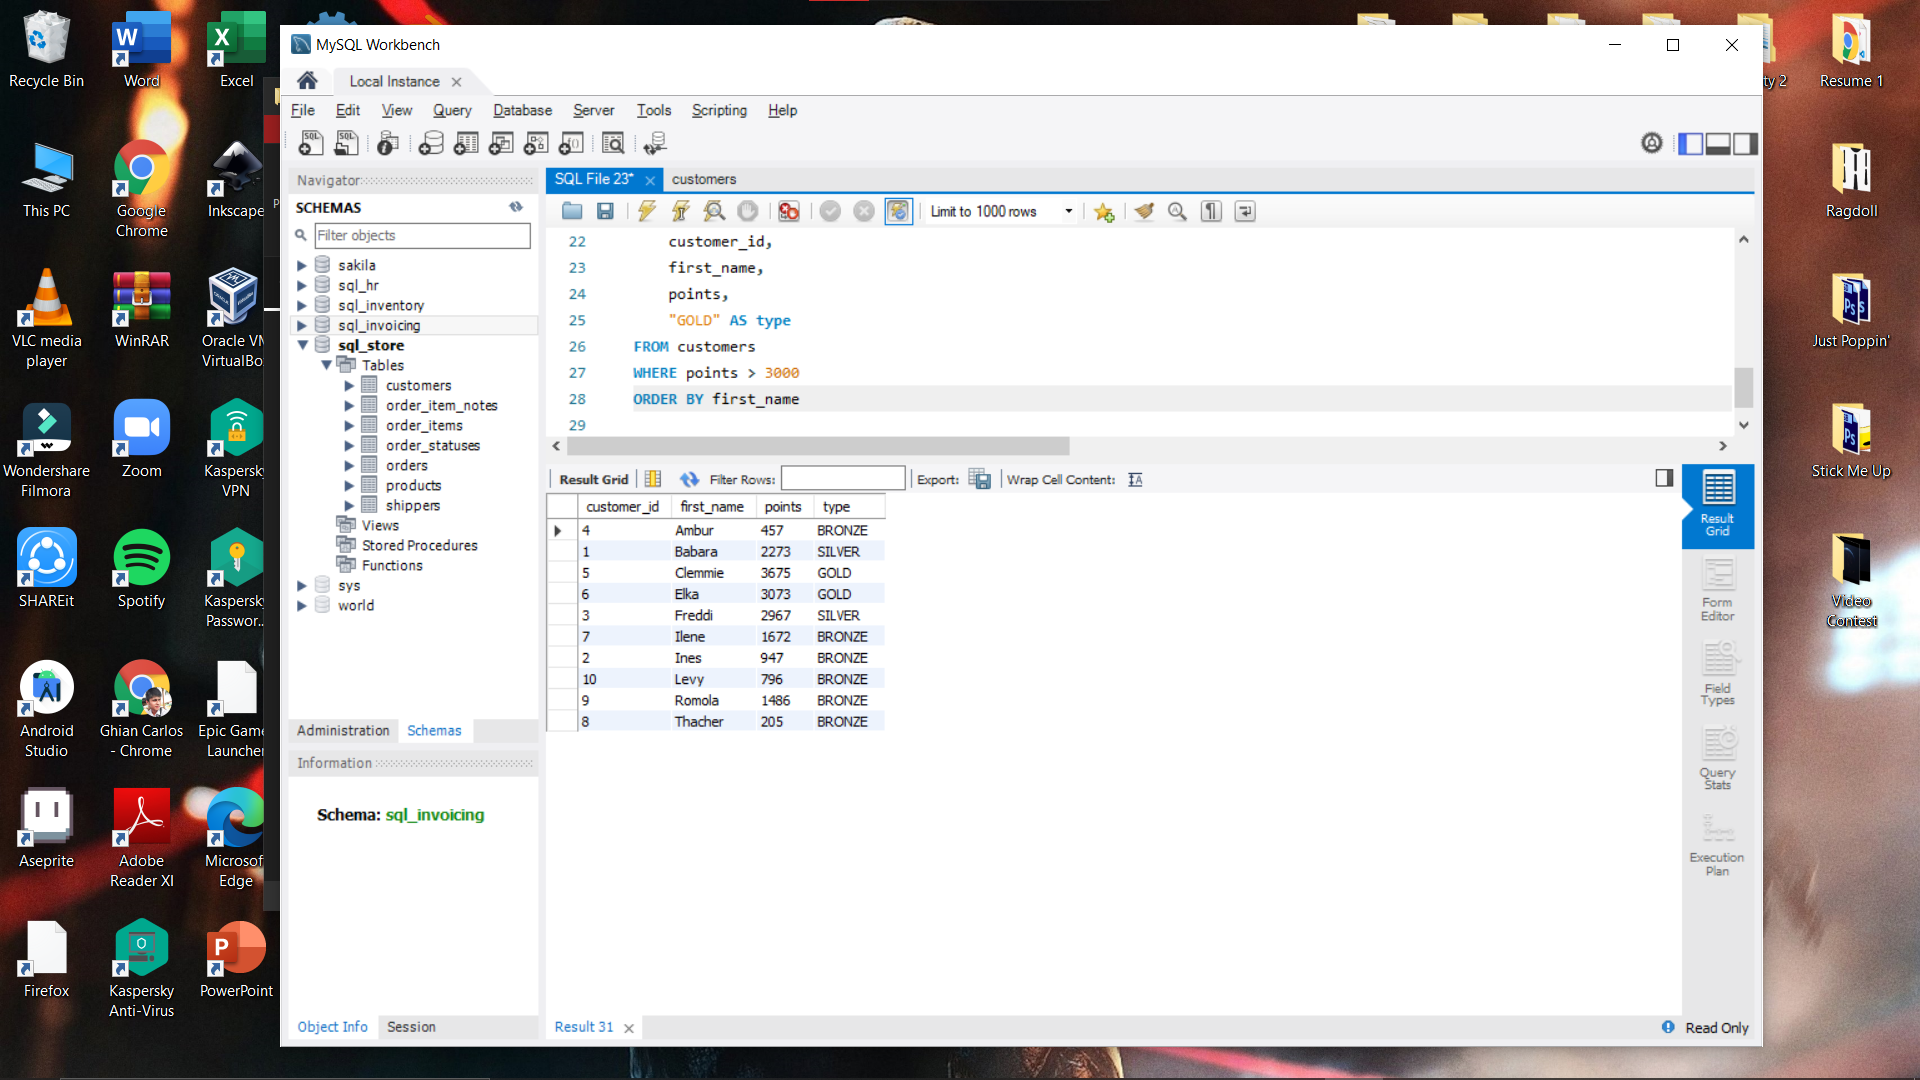 MySQL Workbench
Local Instance
File Edit View Query Database Server Tools Scripting Help
Navigator
SCHEMAS
Filter objects
sakila
sql_hr
sql_inventory
sql_invoicing
sql_store
Tables
customers
order_item_notes
order_items
order_statuses
orders
products
shippers
Views
Stored Procedures
Functions
sys
world
Administration Schemas
Information
Schema: sql_invoicing
Object Info Session
SQL File 23* customers
Limit to 1000 rows
22 customer_id,
23 first_name,
24 points,
25 "GOLD" AS type
26 FROM customers
27 WHERE points > 3000
28 ORDER BY first_name
29
Result Grid Filter Rows: Export: Wrap Cell Content:
customer_id first_name points type
4 Ambur 457 BRONZE
1 Babara 2273 SILVER
5 Clemmie 3675 GOLD
6 Elka 3073 GOLD
3 Freddi 2967 SILVER
7 Ilene 1672 BRONZE
2 Ines 947 BRONZE
10 Levy 796 BRONZE
9 Romola 1486 BRONZE
8 Thacher 205 BRONZE
Result
Grid
Form
Editor
Field
Types
Query
Stats
Execution
Plan
Result 31
Read Only
Recycle Bin
Word
Excel
This PC
Google
Chrome
Inkscape
VLC media
player
WinRAR
Oracle VM
VirtualBo
Wondershare
Filmora
Zoom
Kaspersky
VPN
SHAREit
Spotify
Kaspersky
Passwor...
Android
Studio
Ghian Carlos
- Chrome
Epic Game
Launcher
Aseprite
Adobe
Reader XI
Microsof
Edge
Firefox
Kaspersky
Anti-Virus
PowerPoint
ty 2
Resume 1
Ragdoll
Just Poppin'
Stick Me Up
Video
Contest